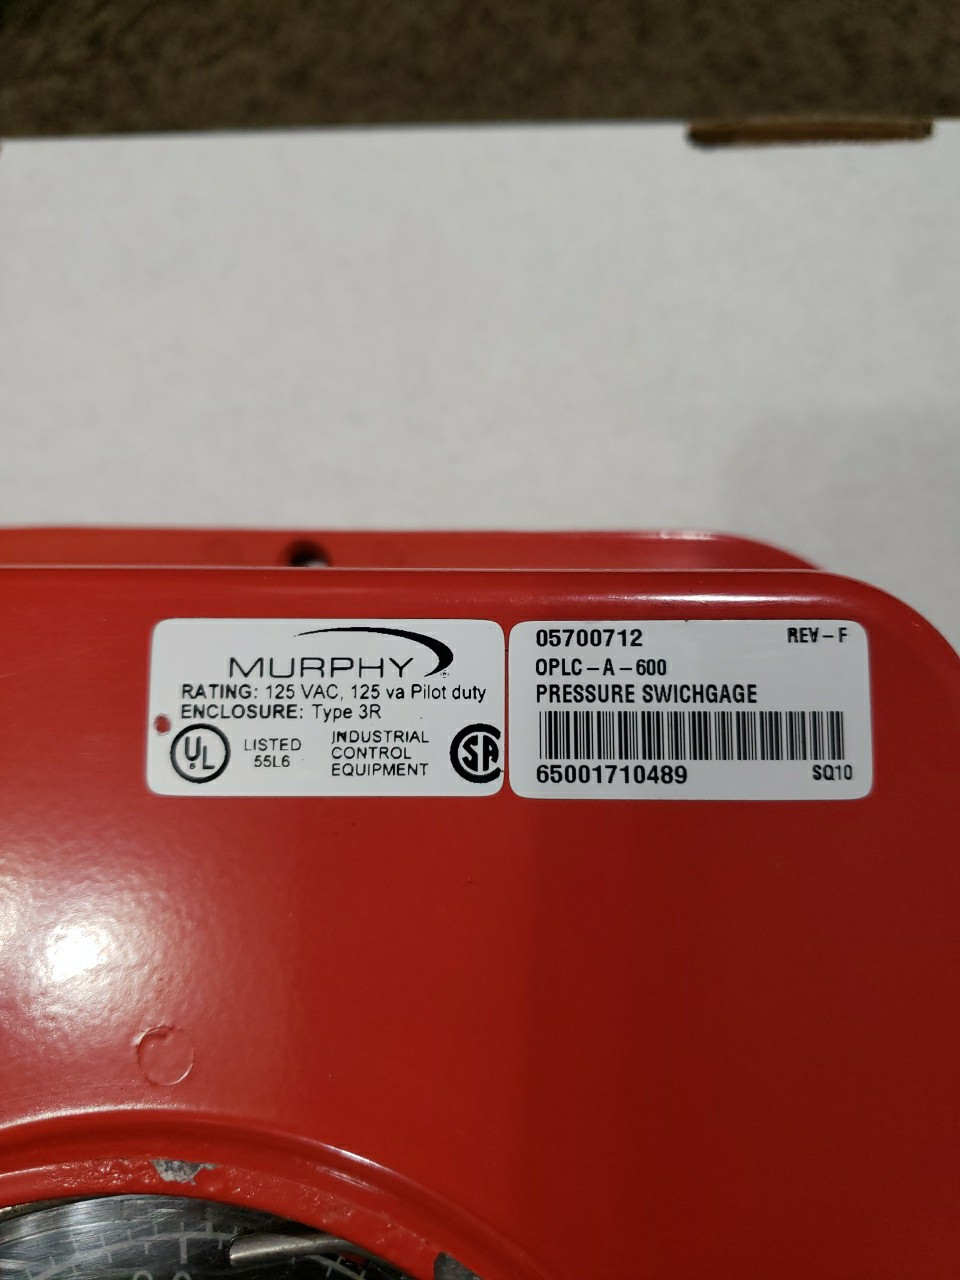 MURPHY
RATING: 125 VAC, 125 va Pilot duty
ENCLOSURE: Type 3R
UL
LISTED
55L6
INDUSTRIAL
CONTROL
EQUIPMENT
SA
05700712 REV-F
OPLC-A-600
PRESSURE SWICHGAGE
65001710489 SQ10